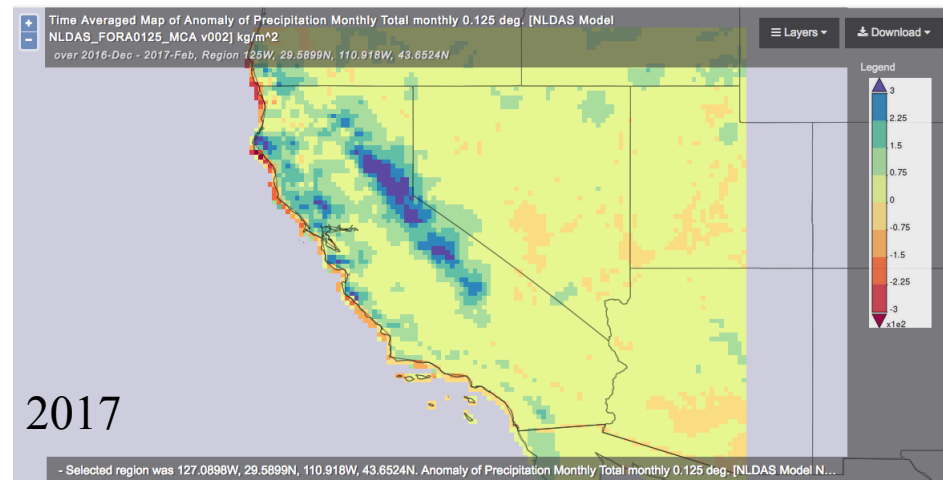 +
-
Time Averaged Map of Anomaly of Precipitation Monthly Total monthly 0.125 deg. [NLDAS Model
NLDAS_FORA0125_MCA v002] kg/m^2
over 2016-Dec - 2017-Feb, Region 125W, 29.5899N, 110.918W, 43.6524N
Layers
Download
Legend
3
2.25
1.5
0.75
0
-0.75
-1.5
-2.25
-3
x1e2
2017
- Selected region was 127.0898W, 29.5899N, 110.918W, 43.6524N. Anomaly of Precipitation Monthly Total monthly 0.125 deg. [NLDAS Model N...